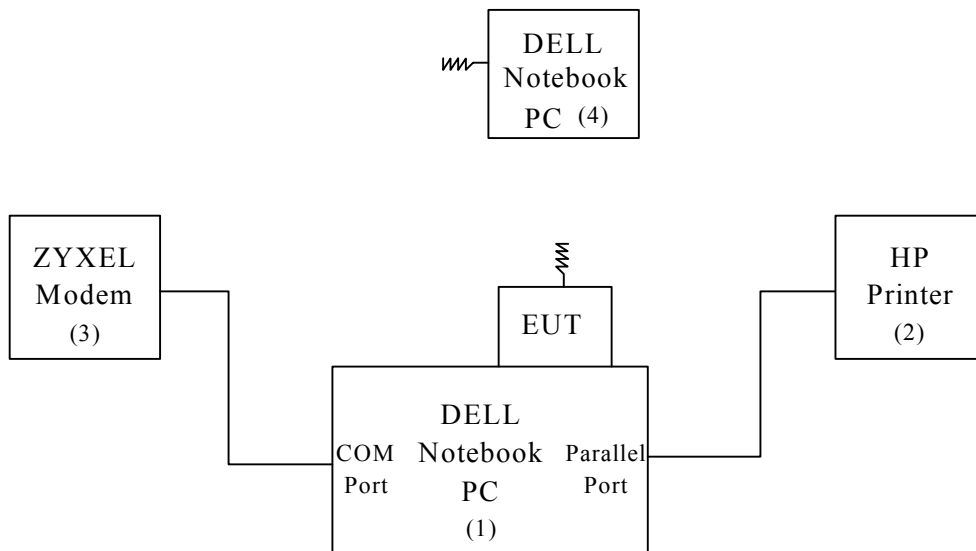 DELL
Notebook
PC (4)
ZYXEL
Modem
(3)
EUT
HP
Printer
(2)
DELL
Notebook
PC
(1)
COM
Port
Parallel
Port